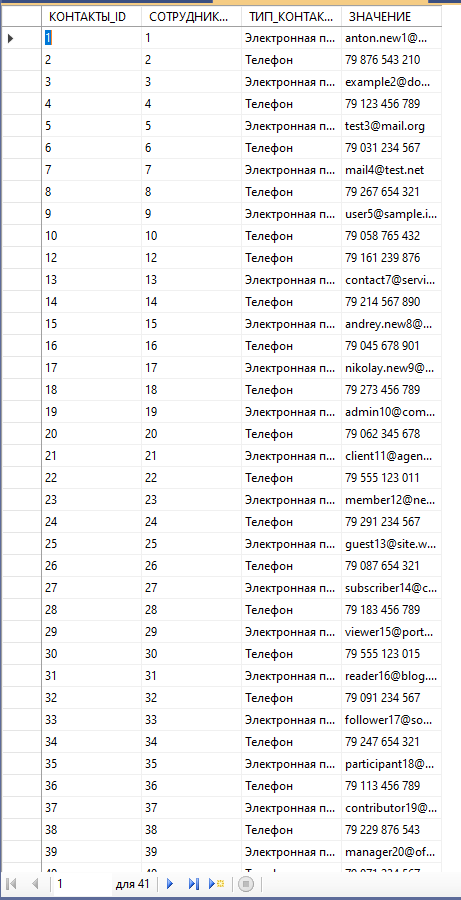 КОНТАКТЫ_ID СОТРУДНИК... ТИП_КОНТАК... ЗНАЧЕНИЕ
1 1 Электронная п... anton.new1@...
2 2 Телефон 79 876 543 210
3 3 Электронная п... example2@do...
4 4 Телефон 79 123 456 789
5 5 Электронная п... test3@mail.org
6 6 Телефон 79 031 234 567
7 7 Электронная п... mail4@test.net
8 8 Телефон 79 267 654 321
9 9 Электронная п... user5@sample.i...
10 10 Телефон 79 058 765 432
12 12 Телефон 79 161 239 876
13 13 Электронная п... contact7@servi...
14 14 Телефон 79 214 567 890
15 15 Электронная п... andrey.new8@...
16 16 Телефон 79 045 678 901
17 17 Электронная п... nikolay.new9@...
18 18 Телефон 79 273 456 789
19 19 Электронная п... admin10@com...
20 20 Телефон 79 062 345 678
21 21 Электронная п... client11@agen...
22 22 Телефон 79 555 123 011
23 23 Электронная п... member12@ne...
24 24 Телефон 79 291 234 567
25 25 Электронная п... guest13@site.w...
26 26 Телефон 79 087 654 321
27 27 Электронная п... subscriber14@c...
28 28 Телефон 79 183 456 789
29 29 Электронная п... viewer15@port...
30 30 Телефон 79 555 123 015
31 31 Электронная п... reader16@blog....
32 32 Телефон 79 091 234 567
33 33 Электронная п... follower17@so...
34 34 Телефон 79 247 654 321
35 35 Электронная п... participant18@...
36 36 Телефон 79 113 456 789
37 37 Электронная п... contributor19@...
38 38 Телефон 79 229 876 543
39 39 Электронная п... manager20@of...
1 для 41